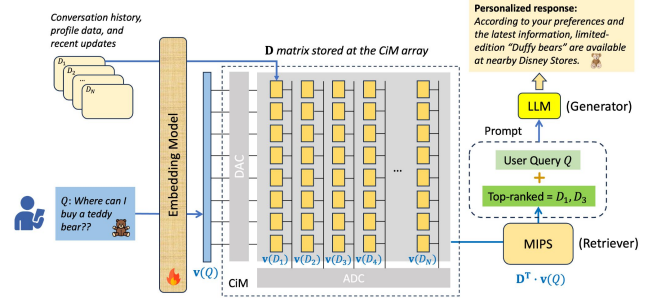 Conversation history,
profile data, and
recent updates
D₁
D₂
...
D_N
Q: Where can I
buy a teddy
bear??
Embedding Model
v(Q)
D matrix stored at the CiM array
DAC
...
v(D₁) v(D₂) v(D₃) v(D₄) v(D_N)
CiM
ADC
Personalized response:
According to your preferences and
the latest information, limited-
edition “Duffy bears” are available
at nearby Disney Stores.
LLM (Generator)
Prompt
User Query Q
+
Top-ranked = D₁, D₃
MIPS (Retriever)
Dᵀ · v(Q)